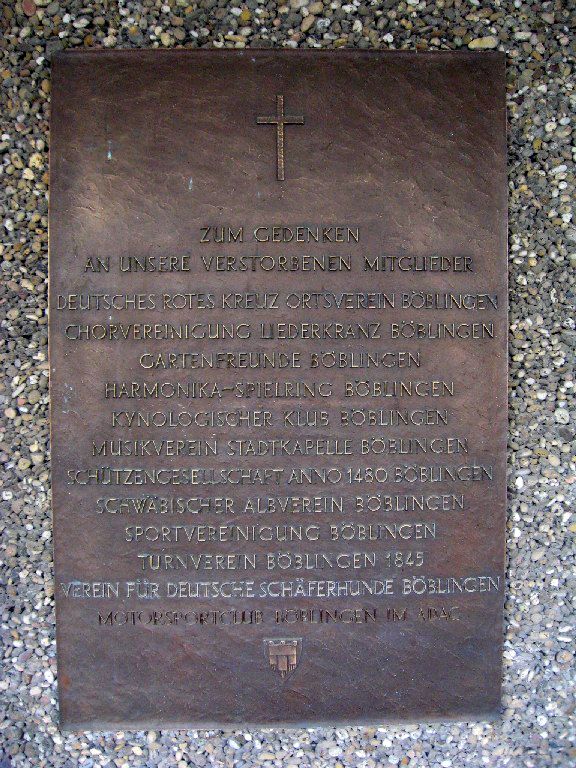 ZUM GEDENKEN
AN UNSERE VERSTORBENEN MITGLIEDER
DEUTSCHES ROTES KREUZ ORTSVEREIN BÖBLINGEN
CHORVEREINIGUNG LIEDERKRANZ BÖBLINGEN
GARTENFREUNDE BÖBLINGEN
HARMONIKA-SPIELRING BÖBLINGEN
KYNOLOGISCHER KLUB BÖBLINGEN
MUSIKVEREIN STADTKAPELLE BÖBLINGEN
SCHÜTZENGESELLSCHAFT ANNO 1480 BÖBLINGEN
SCHWÄBISCHER ALBVEREIN BÖBLINGEN
SPORTVEREINIGUNG BÖBLINGEN
TURNVEREIN BÖBLINGEN 1845
VEREIN FÜR DEUTSCHE SCHÄFERHUNDE BÖBLINGEN
MOTORSPORTCLUB BÖBLINGEN IM ADAC